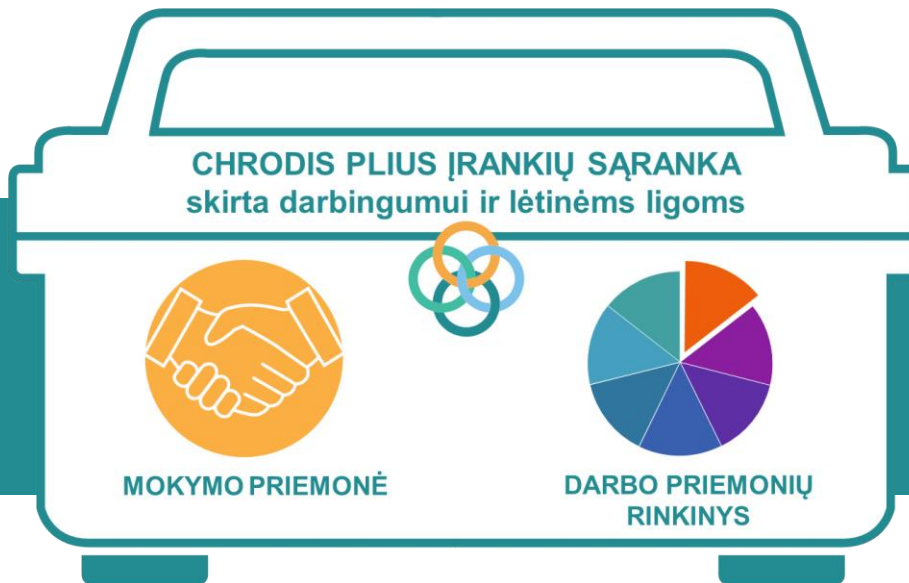 CHRODIS PLIUS ĮRANKIŲ SĄRANKA
skirta darbingumui ir lėtinėms ligoms
MOKYMO PRIEMONĖ
DARBO PRIEMONIŲ
RINKINYS